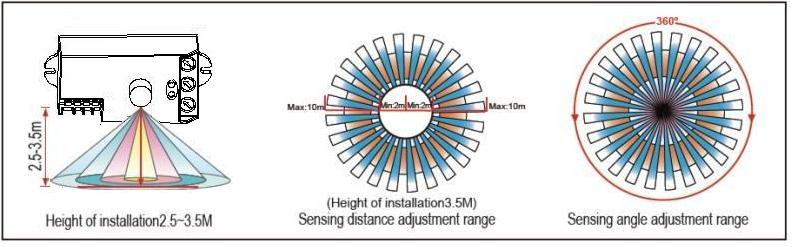 2.5-3.5m
Height of installation2.5~3.5M
Max:10m
Min:2m
Min:2m
Max:10m
(Height of installation3.5M)
Sensing distance adjustment range
360º
Sensing angle adjustment range